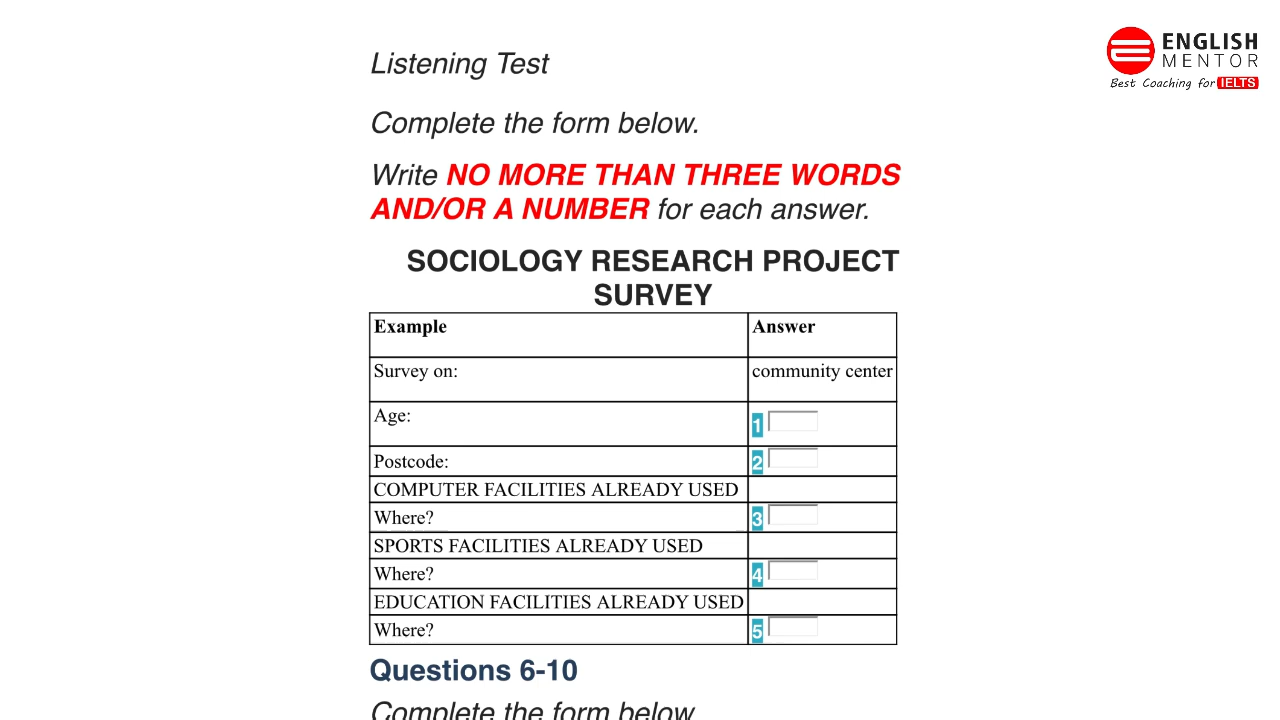 ENGLISH
MENTOR
Best Coaching for IELTS
Listening Test
Complete the form below.
Write NO MORE THAN THREE WORDS
AND/OR A NUMBER for each answer.
SOCIOLOGY RESEARCH PROJECT
SURVEY
Example Answer
Survey on: community center
Age: 1
Postcode: 2
COMPUTER FACILITIES ALREADY USED
Where? 3
SPORTS FACILITIES ALREADY USED
Where? 4
EDUCATION FACILITIES ALREADY USED
Where? 5
Questions 6-10
Complete the form below